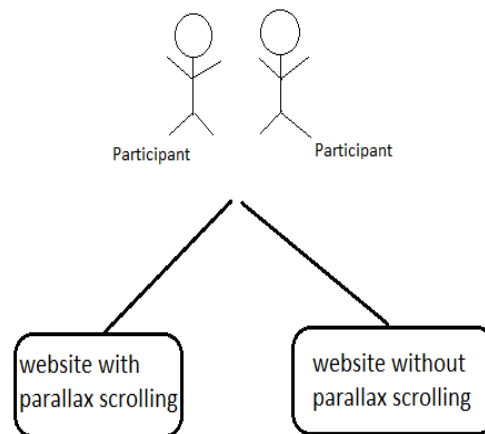 Participant
Participant
website with
parallax scrolling
website without
parallax scrolling